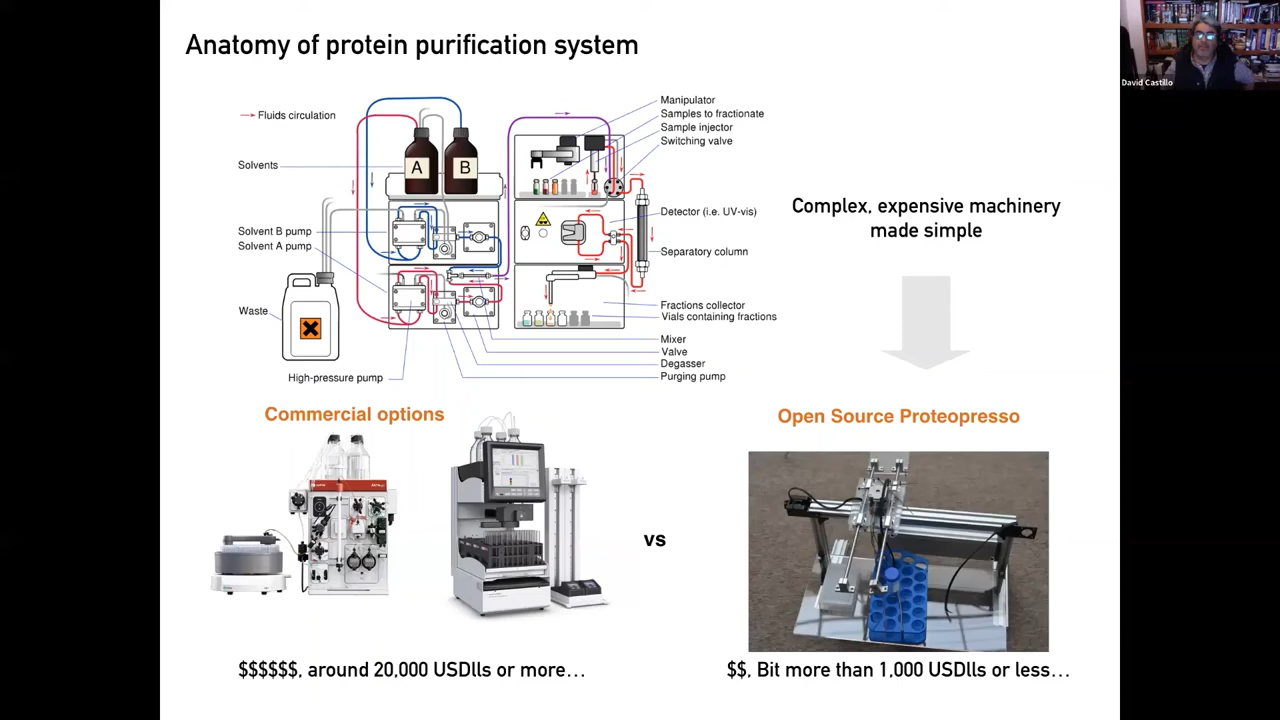 Anatomy of protein purification system
David Castillo
Fluids circulation
Solvents
A
B
Solvent B pump
Solvent A pump
Waste
High-pressure pump
Manipulator
Samples to fractionate
Sample injector
Switching valve
Detector (i.e. UV-vis)
Separatory column
Fractions collector
Vials containing fractions
Mixer
Valve
Degasser
Purging pump
Complex, expensive machinery
made simple
Commercial options
Open Source Proteopresso
vs
$$$$$$, around 20,000 USDlls or more…
$$, Bit more than 1,000 USDlls or less…